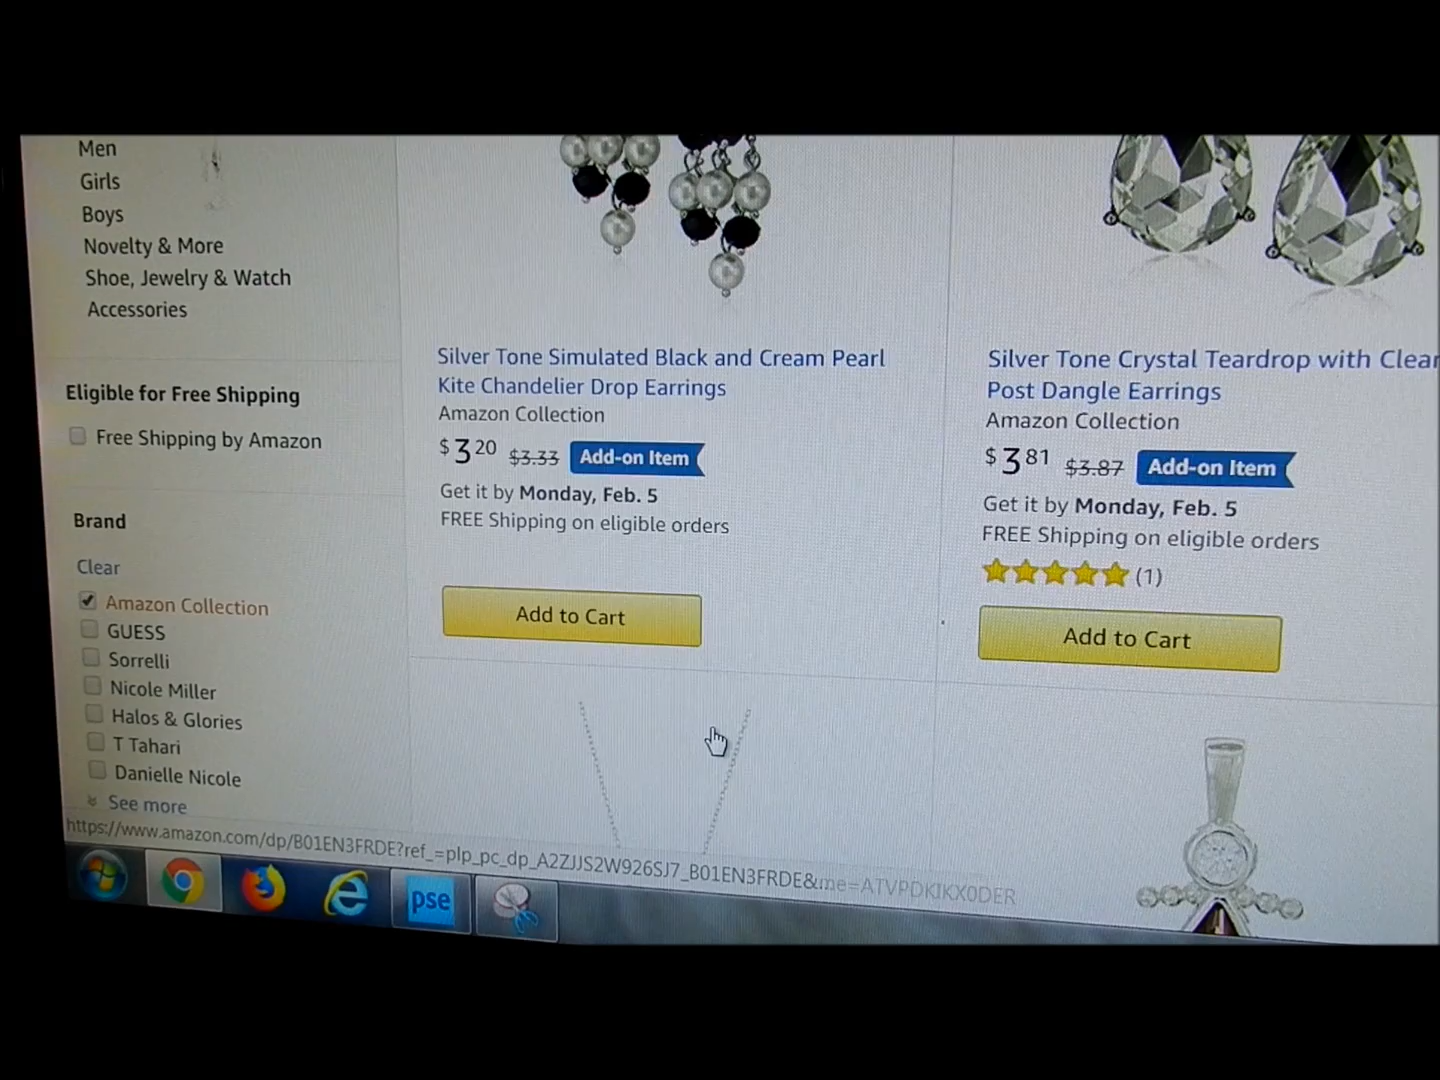 Men
Girls
Boys
Novelty & More
Shoe, Jewelry & Watch
Accessories
Eligible for Free Shipping
Free Shipping by Amazon
Brand
Clear
Amazon Collection
GUESS
Sorrelli
Nicole Miller
Halos & Glories
T Tahari
Danielle Nicole
See more
Silver Tone Simulated Black and Cream Pearl
Kite Chandelier Drop Earrings
Amazon Collection
$3 20 $3.33 Add-on Item
Get it by Monday, Feb. 5
FREE Shipping on eligible orders
Add to Cart
Silver Tone Crystal Teardrop with Clear
Post Dangle Earrings
Amazon Collection
$3 81 $3.87 Add-on Item
Get it by Monday, Feb. 5
FREE Shipping on eligible orders
(1)
Add to Cart
https://www.amazon.com/dp/B01EN3FRDE?ref_=plp_pc_dp_A2ZJJS2W926SJ7_B01EN3FRDE&me=ATVPDKIKX0DER
pse